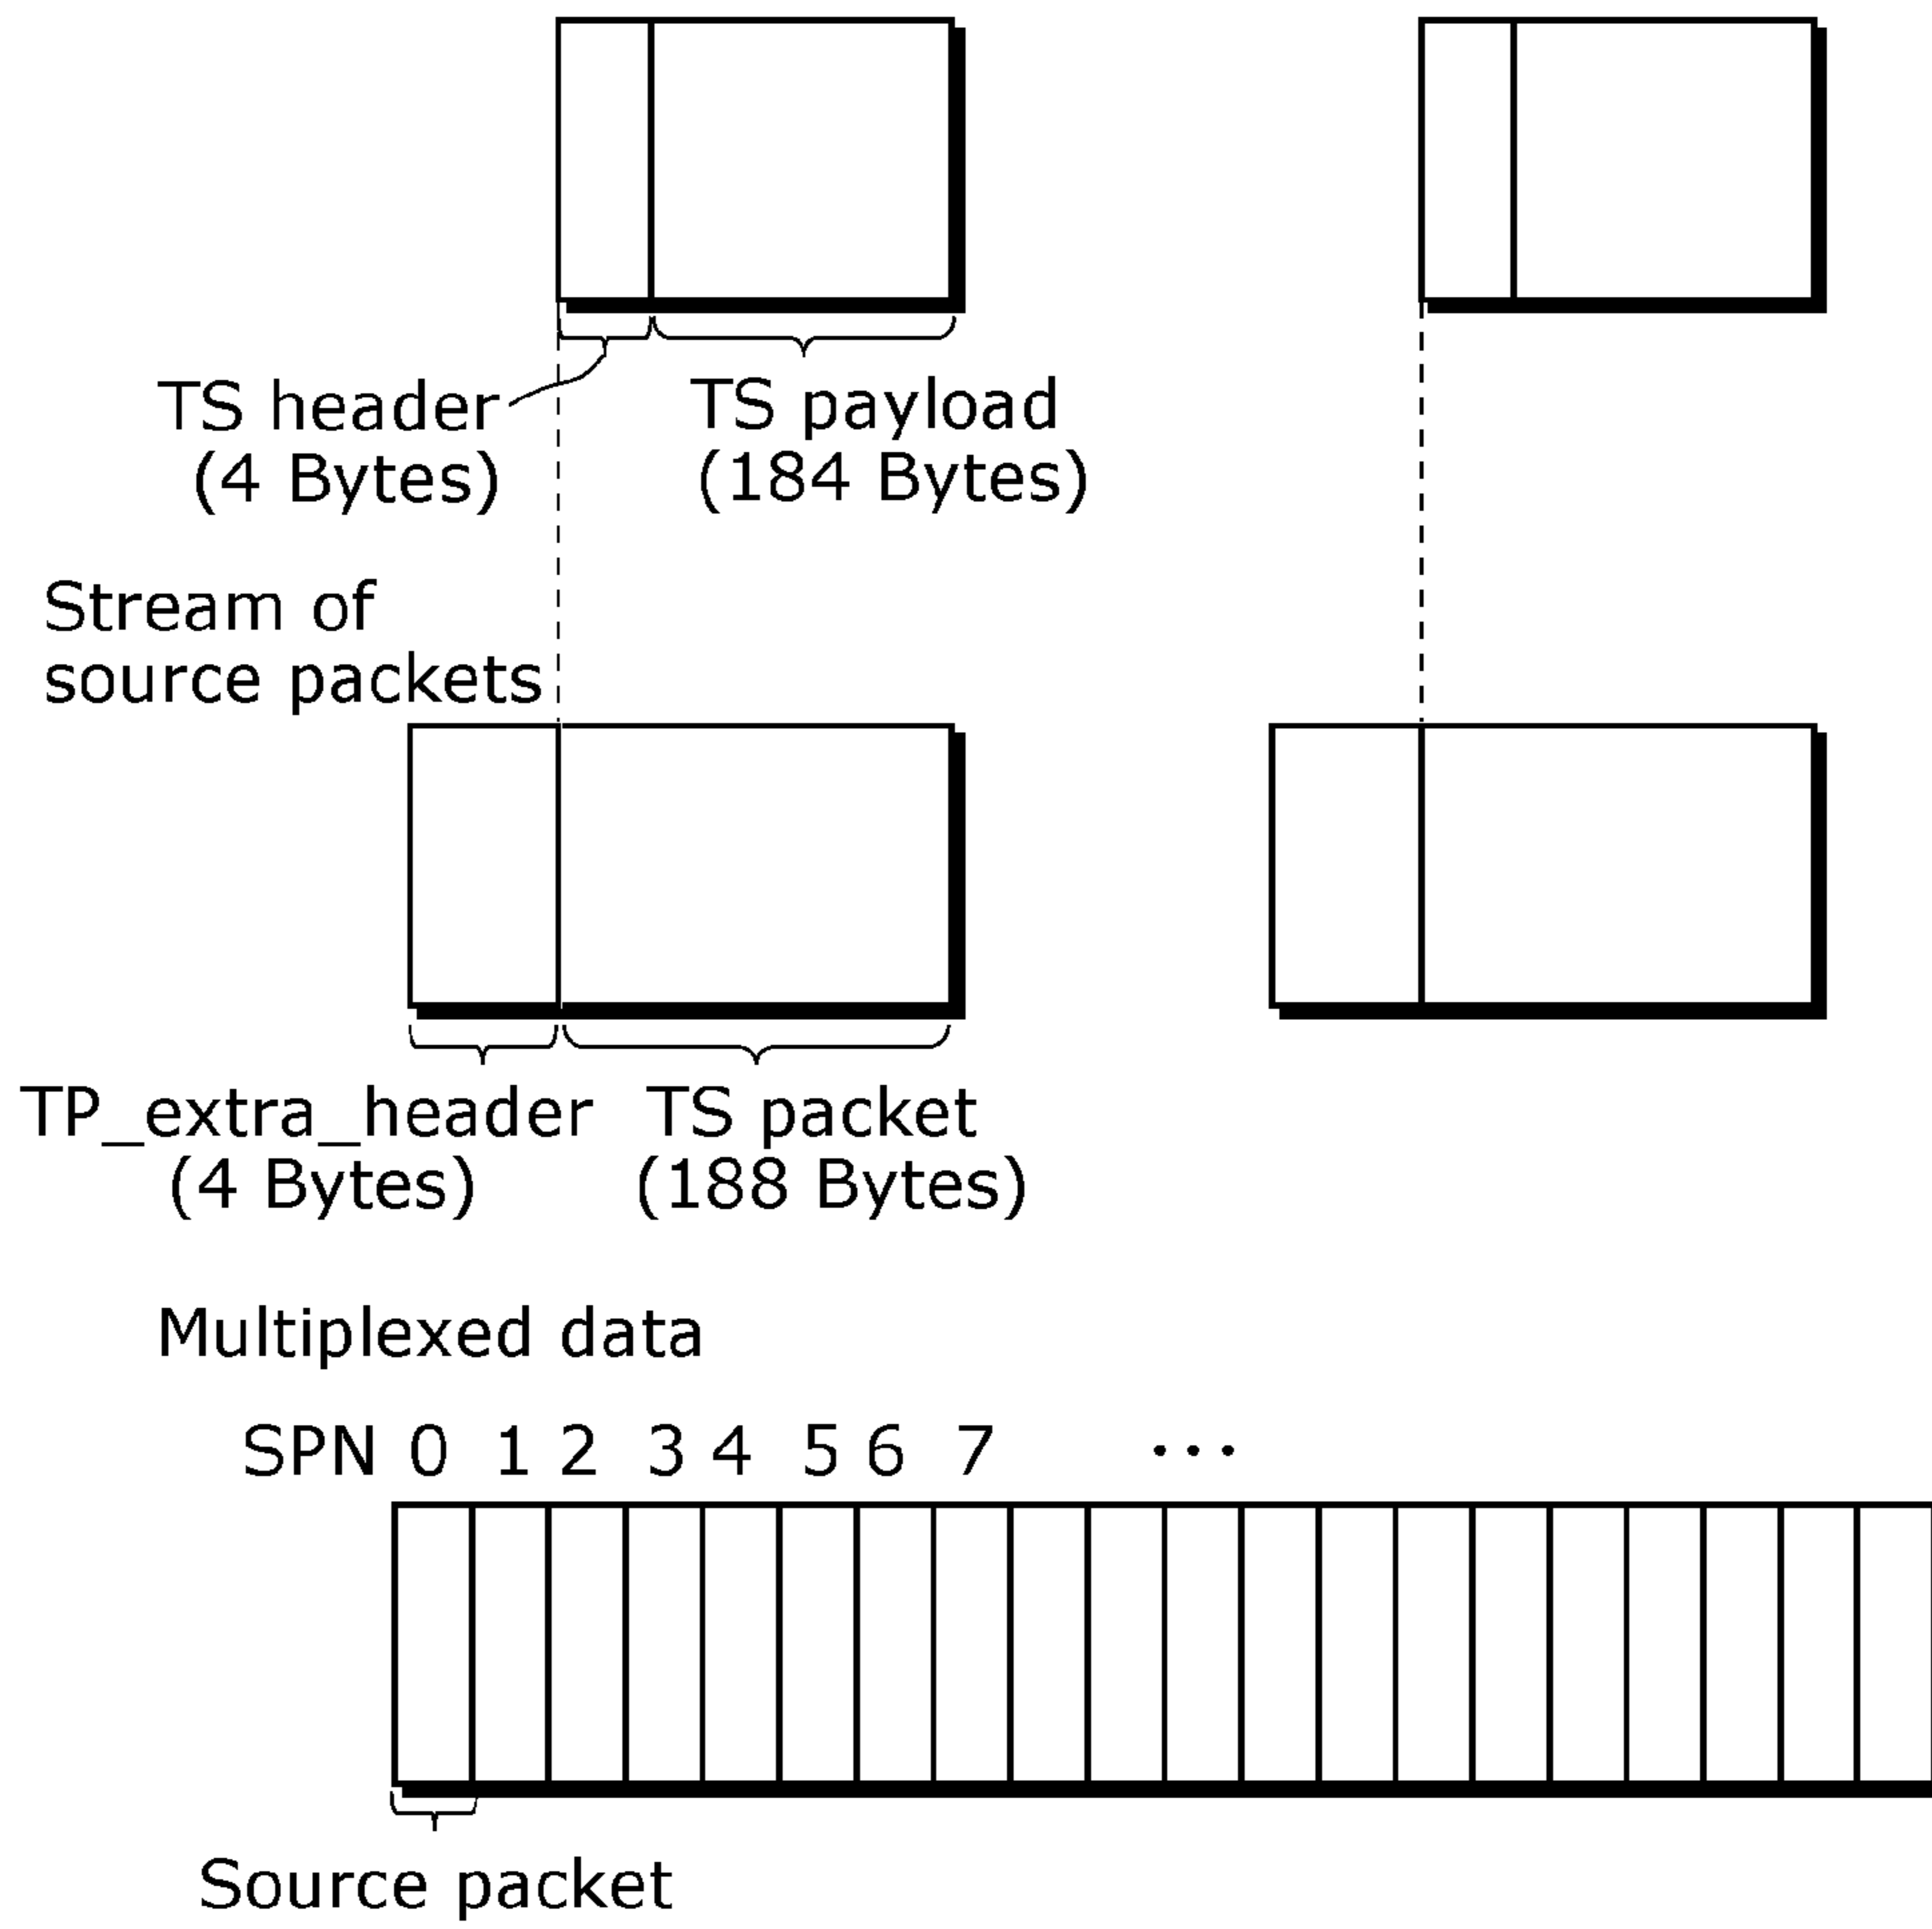 TS header
(4 Bytes)
TS payload
(184 Bytes)
Stream of
source packets
TP_extra_header
(4 Bytes)
TS packet
(188 Bytes)
Multiplexed data
SPN 0 1 2 3 4 5 6 7 ...
Source packet